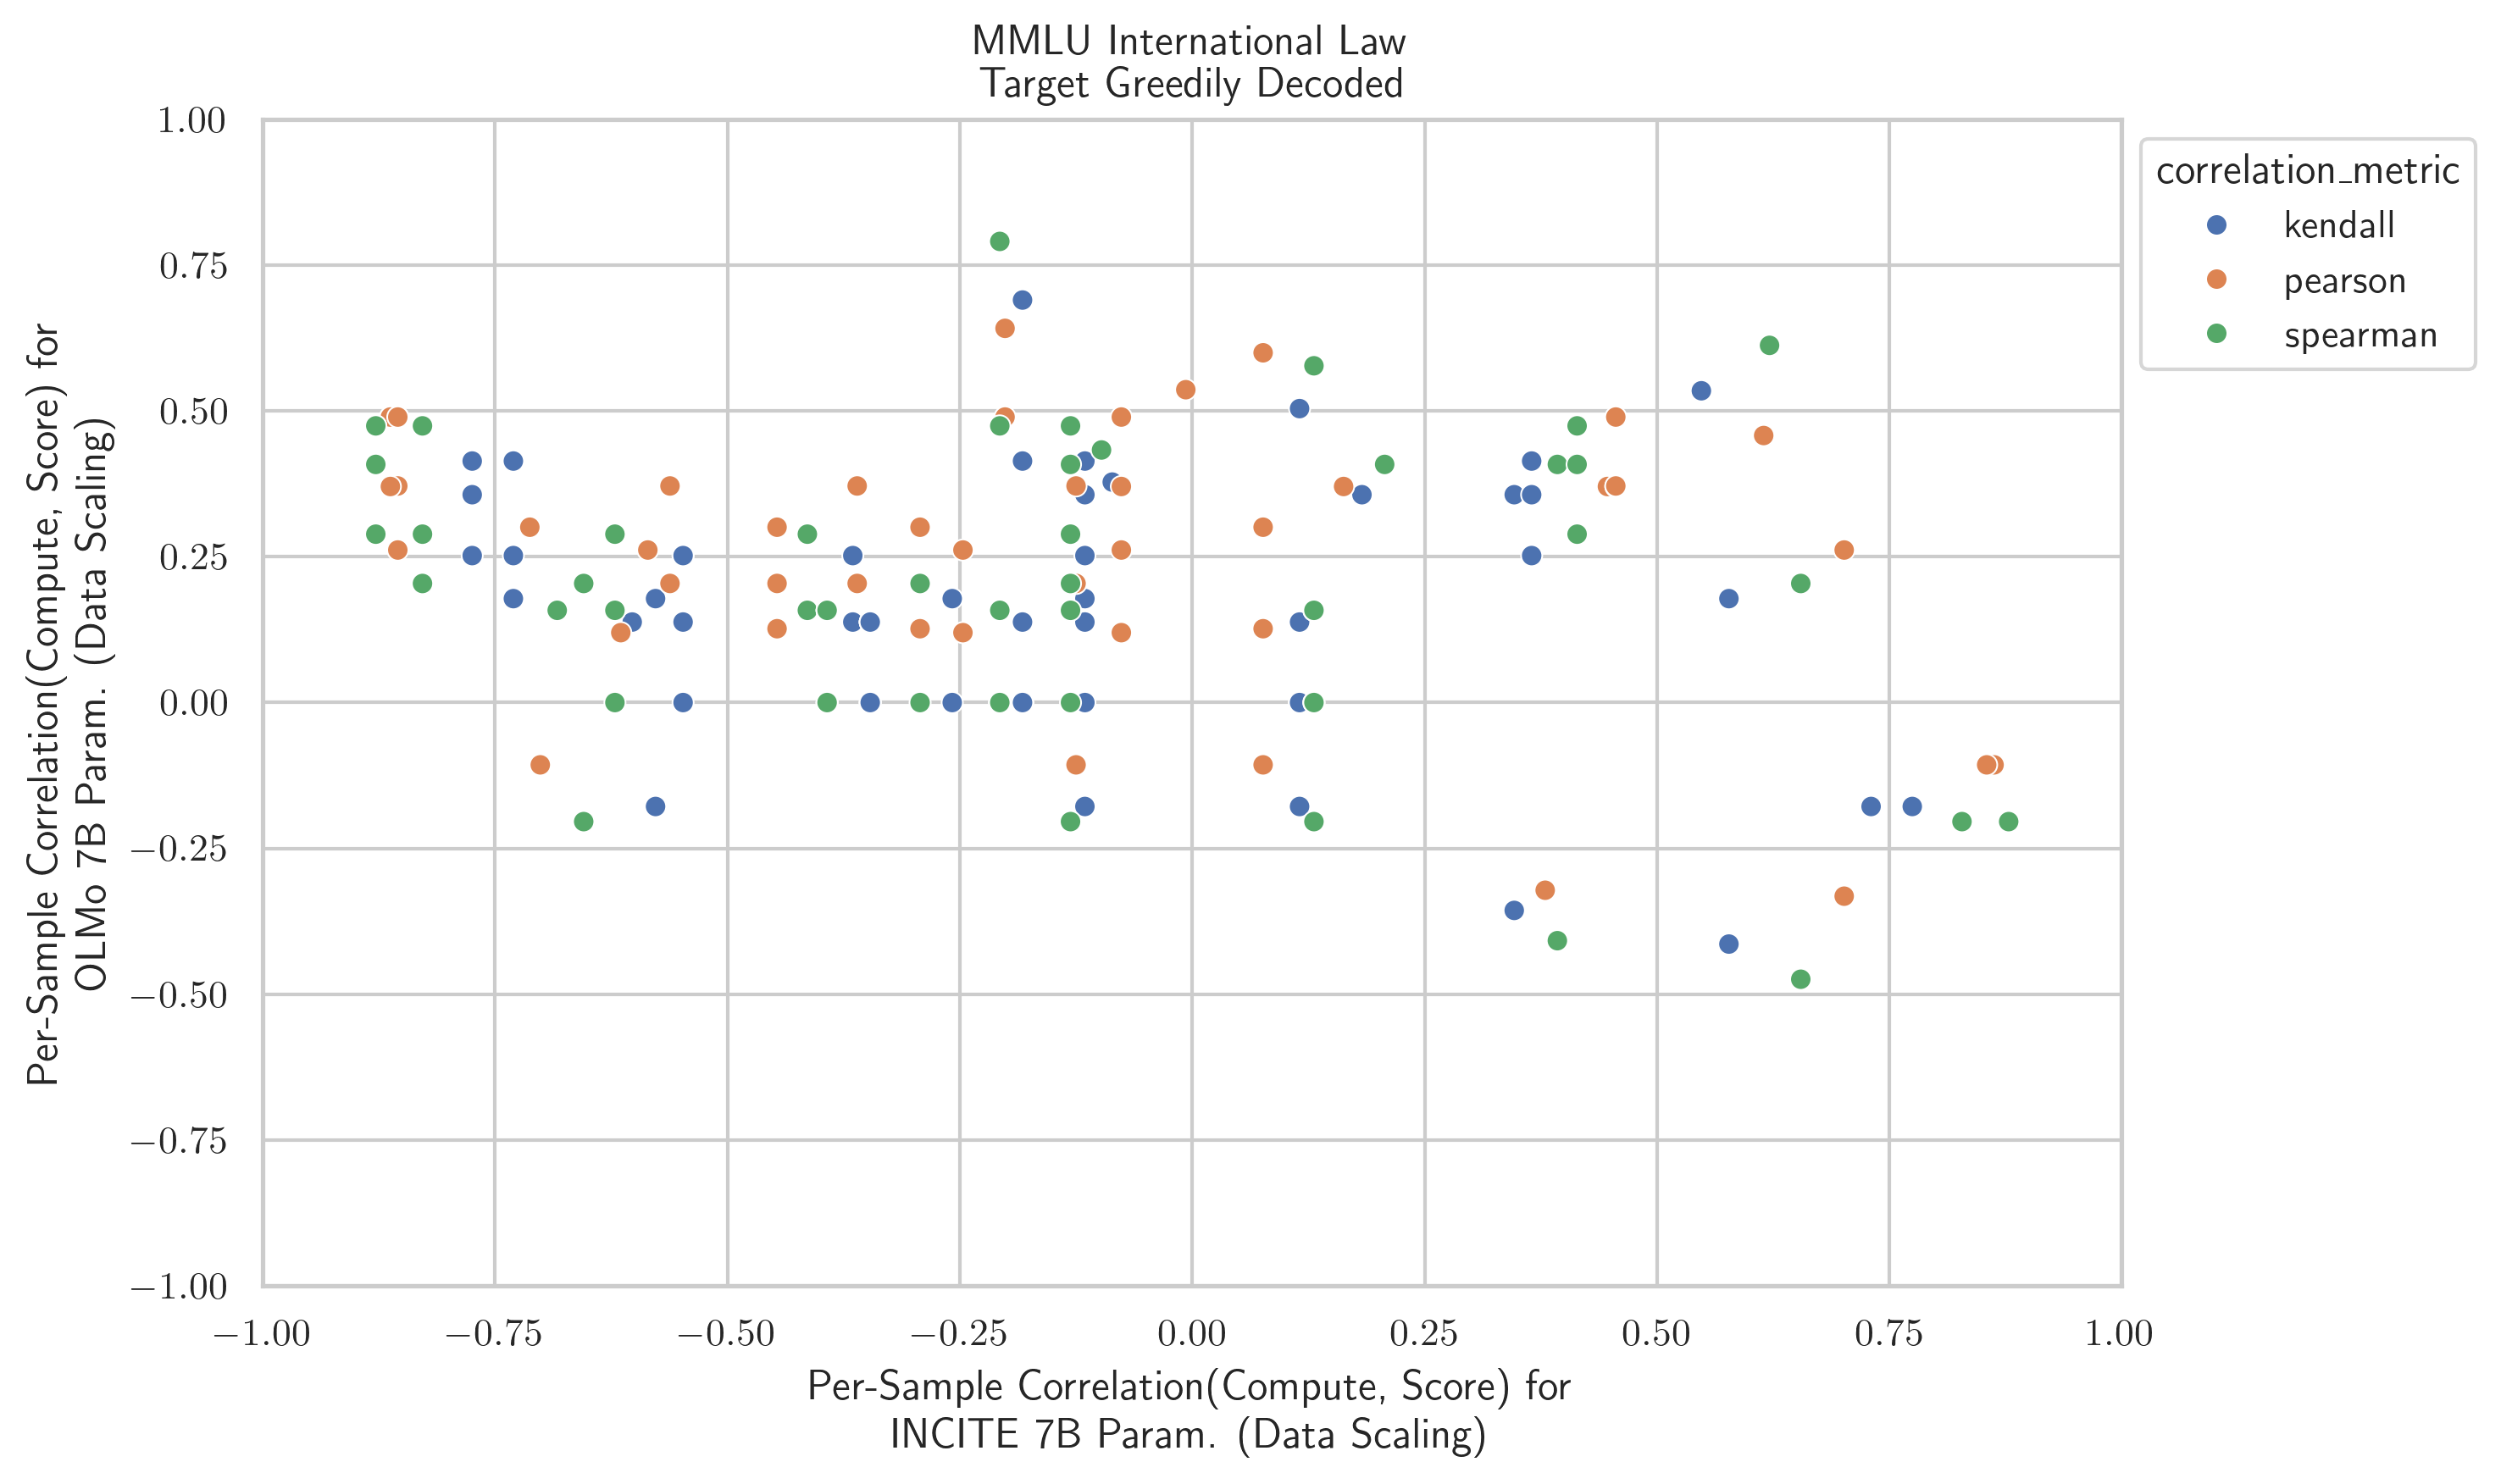 MMLU International Law
Target Greedily Decoded
Per-Sample Correlation(Compute, Score) for
OLMo 7B Param. (Data Scaling)
1.00
0.75
0.50
0.25
0.00
−0.25
−0.50
−0.75
−1.00
−1.00 −0.75 −0.50 −0.25 0.00 0.25 0.50 0.75 1.00
Per-Sample Correlation(Compute, Score) for
INCITE 7B Param. (Data Scaling)
correlation_metric
kendall
pearson
spearman